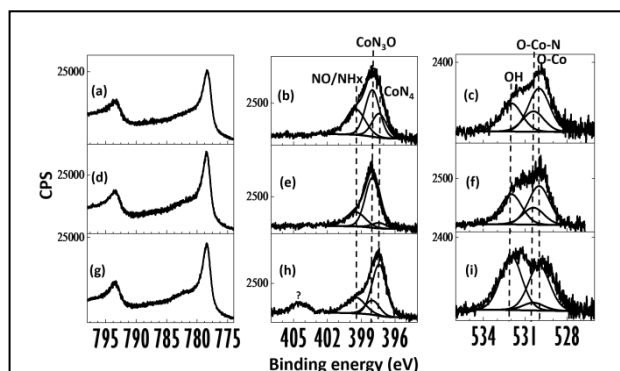 CoN3O
O-Co-N
O-Co
NO/NHx
OH
CoN4
25000
2500
2400
(a)
(b)
(c)
25000
2500
2500
(d)
(e)
(f)
CPS
25000
2500
2400
(g)
(h)
(i)
?
795 790 785 780 775
405 402 399 396
534 531 528
Binding energy (eV)